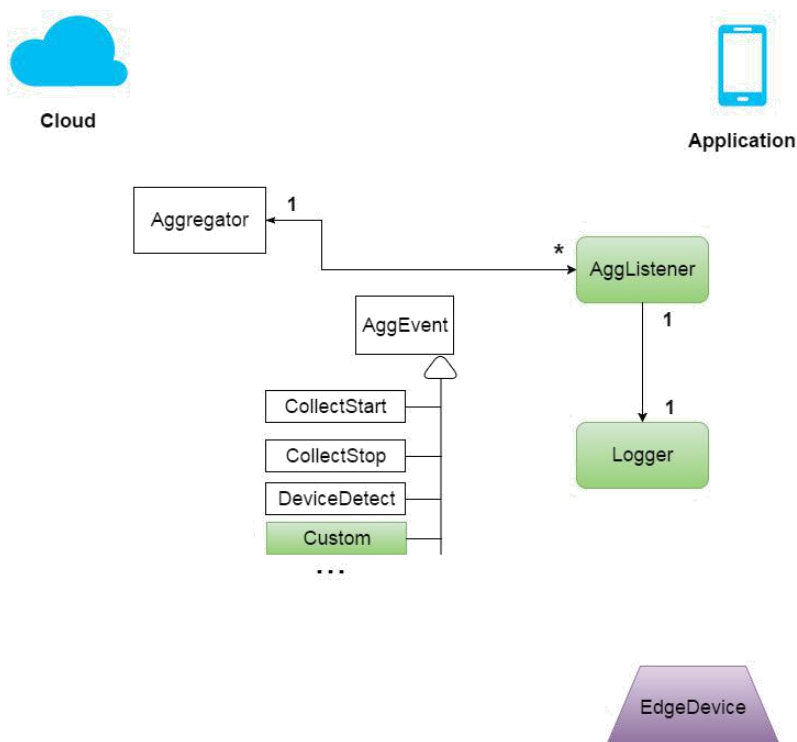 Cloud
Application
Aggregator
1
*
AggListener
AggEvent
1
CollectStart
1
CollectStop
Logger
DeviceDetect
Custom
...
EdgeDevice